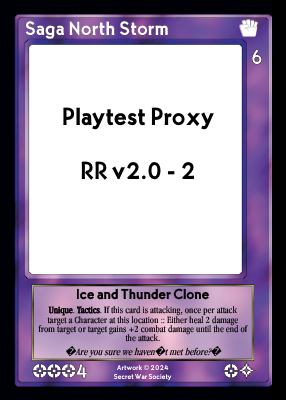 Saga North Storm
6
Playtest Proxy
RR v2.0 - 2
Ice and Thunder Clone
Unique. Tactics. If this card is attacking, once per attack
target a Character at this location :: Either heal 2 damage
from target or target gains +2 combat damage until the end of
the attack.
�Are you sure we haven�t met before?�
4
Artwork © 2024
Secret War Society